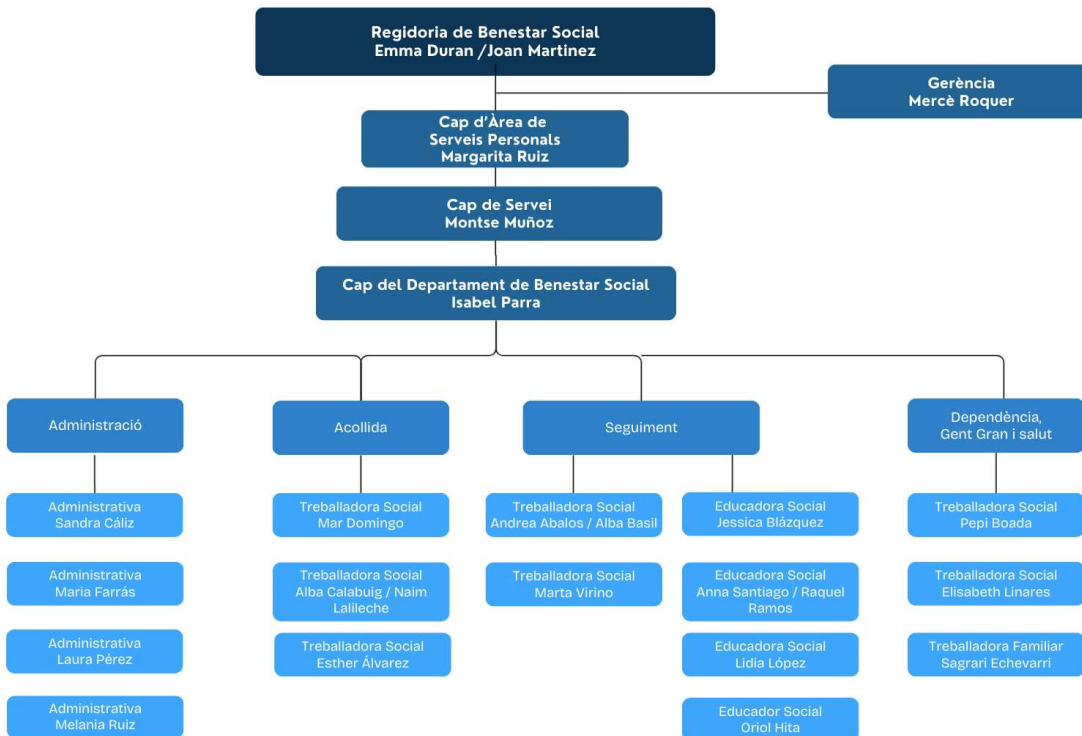 Regidoria de Benestar Social
Emma Duran /Joan Martinez
Gerència
Mercè Roquer
Cap d'Àrea de
Serveis Personals
Margarita Ruiz
Cap de Servei
Montse Muñoz
Cap del Departament de Benestar Social
Isabel Parra
Administració
Acollida
Seguiment
Dependència,
Gent Gran i salut
Administrativa
Sandra Cáliz
Administrativa
Maria Farrás
Administrativa
Laura Pérez
Administrativa
Melania Ruiz
Treballadora Social
Mar Domingo
Treballadora Social
Alba Calabuig / Naim
Lalileche
Treballadora Social
Esther Álvarez
Treballadora Social
Andrea Abalos / Alba Basil
Treballadora Social
Marta Virino
Educadora Social
Jessica Blázquez
Educadora Social
Anna Santiago / Raquel
Ramos
Educadora Social
Lidia López
Educador Social
Oriol Hita
Treballadora Social
Pepi Boada
Treballadora Social
Elisabeth Linares
Treballadora Familiar
Sagrari Echevarri